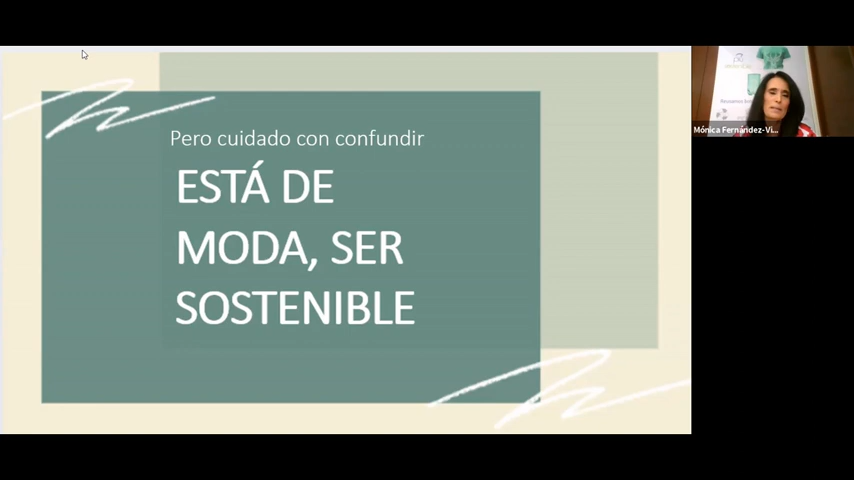 Pero cuidado con confundir
ESTÁ DE
MODA, SER
SOSTENIBLE
Mónica Fernández-Vi...